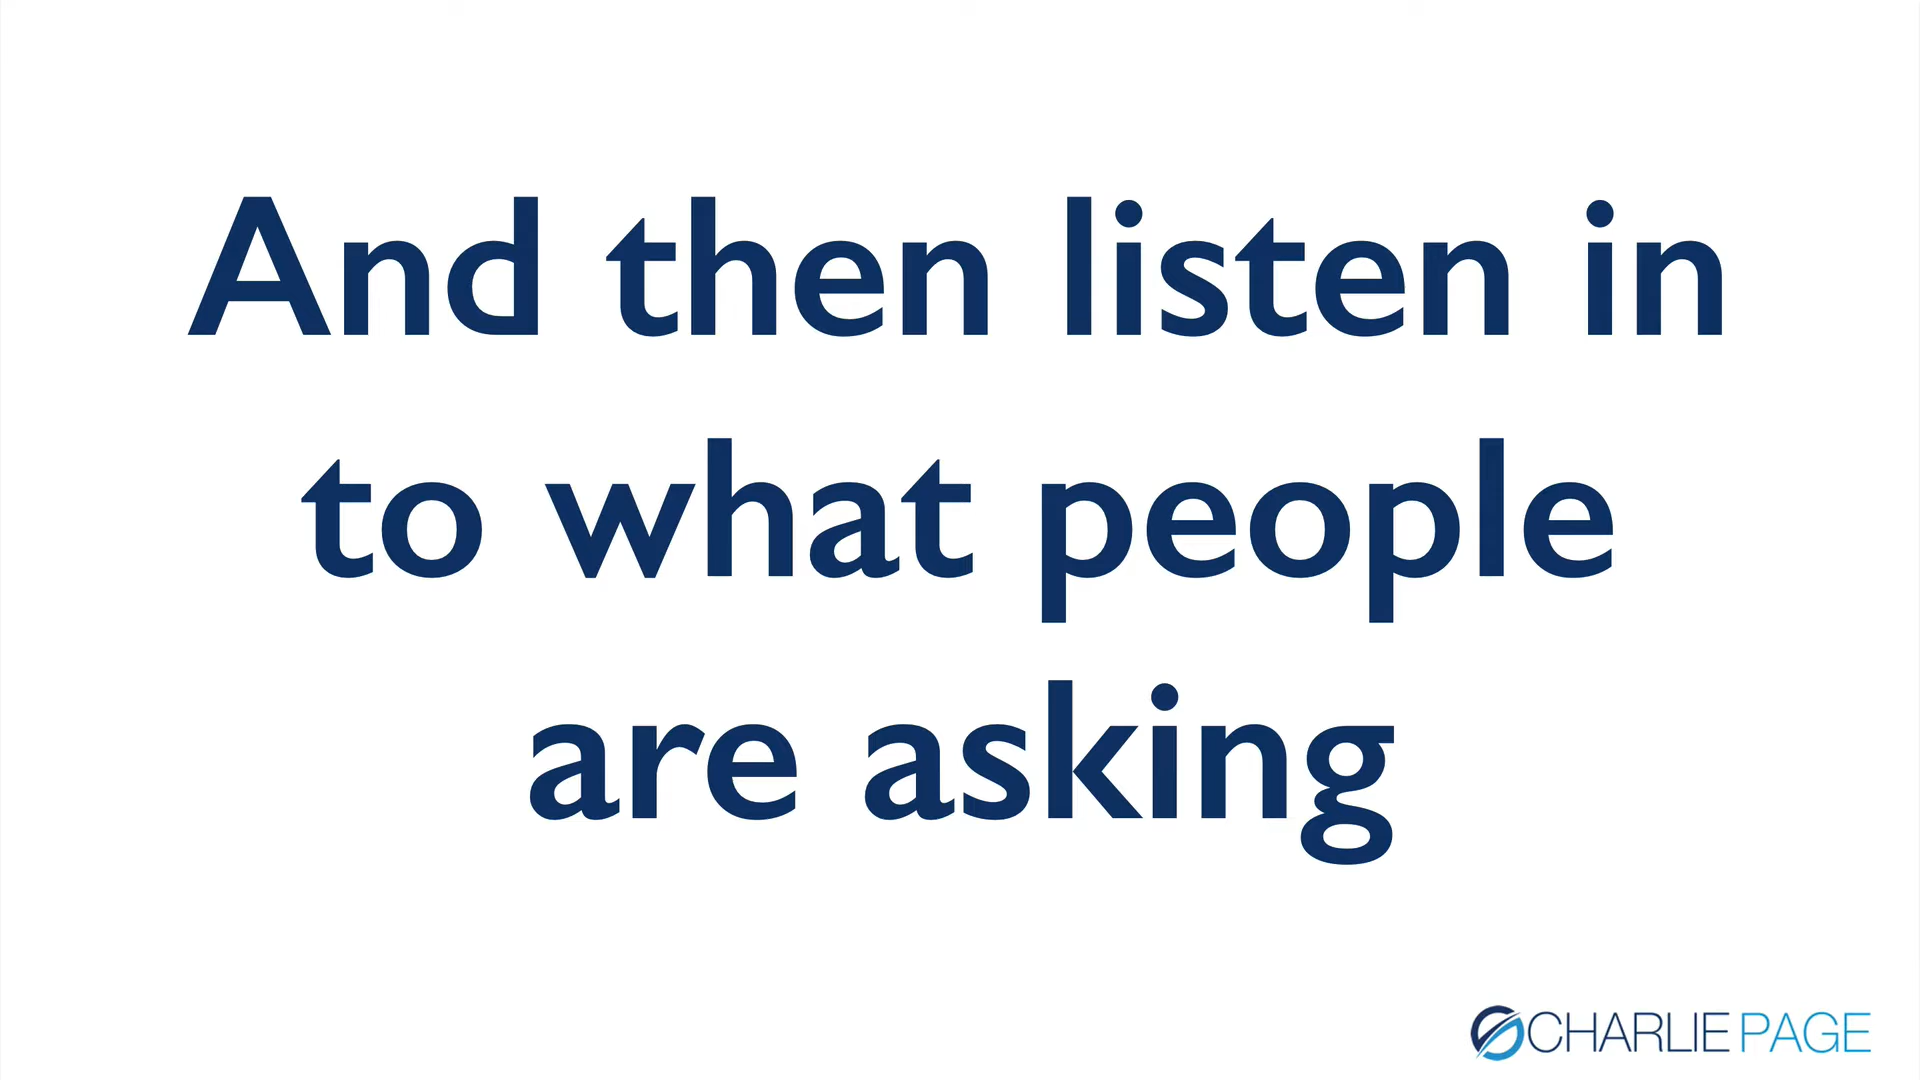 And then listen in
to what people
are asking
CHARLIE PAGE